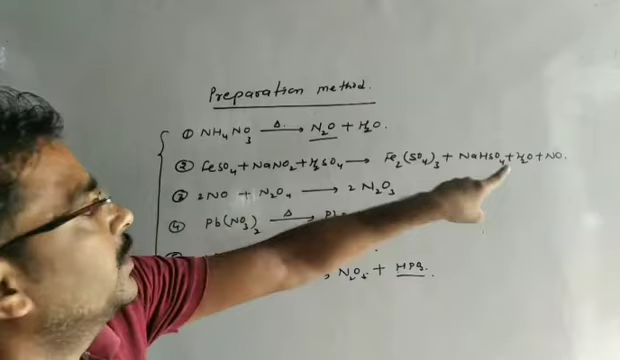 Preparation method.
① NH₄NO₃ —Δ→ N₂O + H₂O.
② FeSO₄ + NaNO₂ + H₂SO₄ → Fe₂(SO₄)₃ + NaHSO₄ + H₂O + NO.
③ 2NO + N₂O₄ → 2N₂O₃
④ Pb(NO₃)₂ —Δ→
, N₂O₅ + HPO₃.